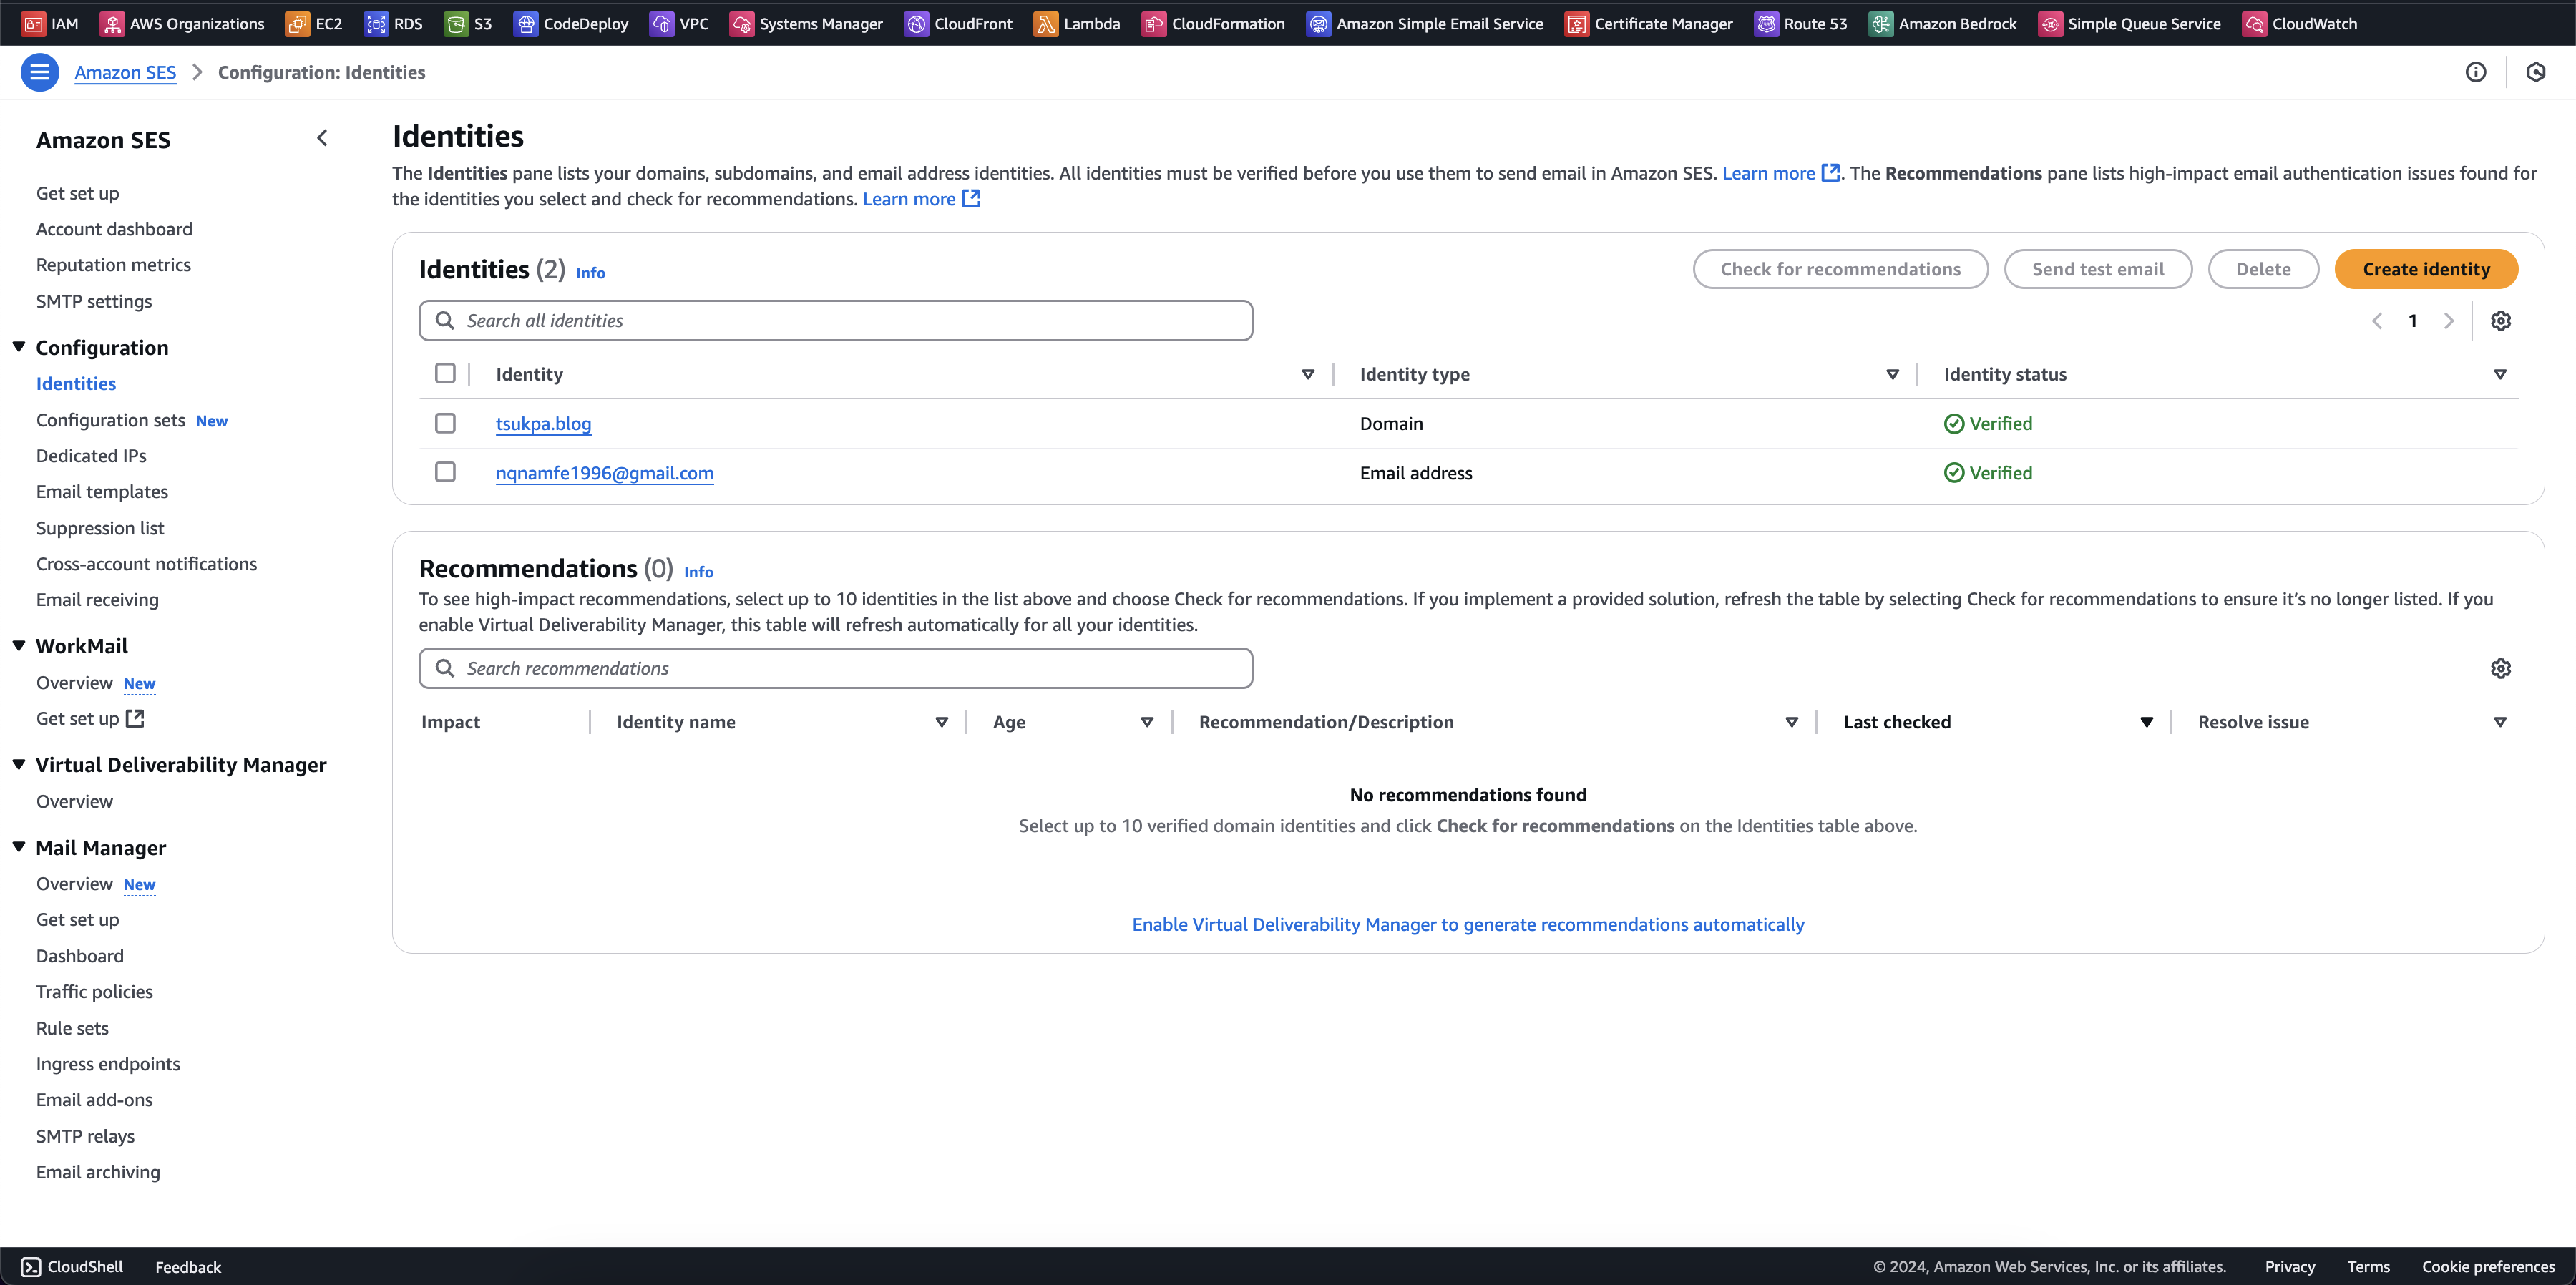 IAM AWS Organizations EC2 RDS S3 CodeDeploy VPC Systems Manager CloudFront Lambda CloudFormation Amazon Simple Email Service Certificate Manager Route 53 Amazon Bedrock Simple Queue Service CloudWatch
Amazon SES Configuration: Identities
Amazon SES
Get set up
Account dashboard
Reputation metrics
SMTP settings
Configuration
Identities
Configuration sets New
Dedicated IPs
Email templates
Suppression list
Cross-account notifications
Email receiving
WorkMail
Overview New
Get set up
Virtual Deliverability Manager
Overview
Mail Manager
Overview New
Get set up
Dashboard
Traffic policies
Rule sets
Ingress endpoints
Email add-ons
SMTP relays
Email archiving
Identities
The Identities pane lists your domains, subdomains, and email address identities. All identities must be verified before you use them to send email in Amazon SES. Learn more . The Recommendations pane lists high-impact email authentication issues found for
the identities you select and check for recommendations. Learn more
Identities (2) Info Check for recommendations Send test email Delete Create identity
Search all identities 1
Identity Identity type Identity status
tsukpa.blog Domain Verified
nqnamfe1996@gmail.com Email address Verified
Recommendations (0) Info
To see high-impact recommendations, select up to 10 identities in the list above and choose Check for recommendations. If you implement a provided solution, refresh the table by selecting Check for recommendations to ensure it’s no longer listed. If you
enable Virtual Deliverability Manager, this table will refresh automatically for all your identities.
Search recommendations
Impact Identity name Age Recommendation/Description Last checked Resolve issue
No recommendations found
Select up to 10 verified domain identities and click Check for recommendations on the Identities table above.
Enable Virtual Deliverability Manager to generate recommendations automatically
CloudShell Feedback © 2024, Amazon Web Services, Inc. or its affiliates. Privacy Terms Cookie preferences